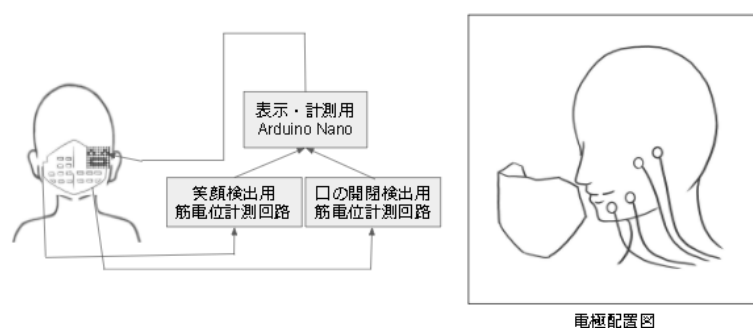 表示・計測用
Arduino Nano
笑顔検出用
筋電位計測回路
口の開閉検出用
筋電位計測回路
電極配置図